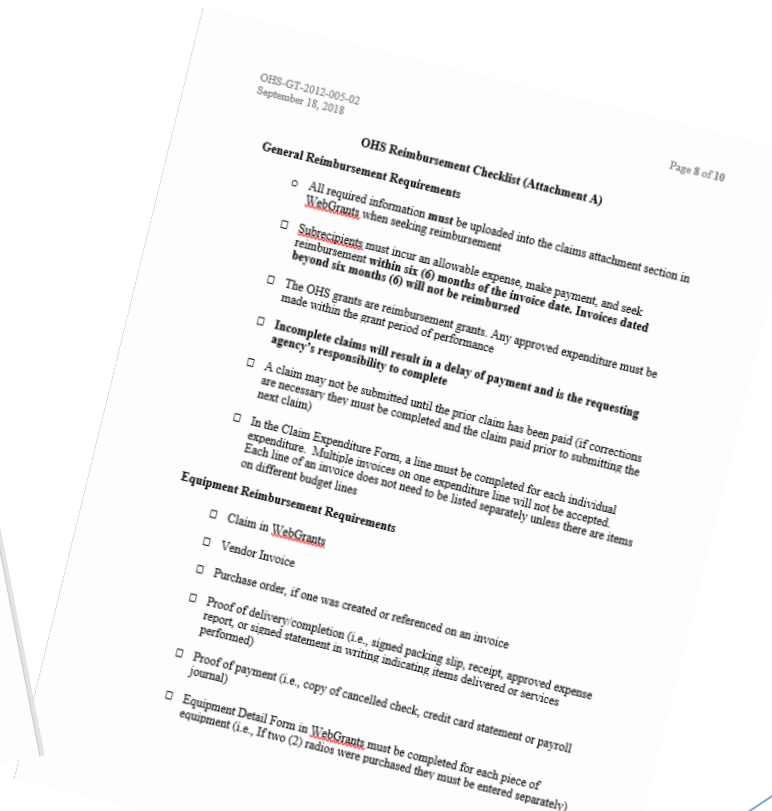 OHS-GT-2012-005-02
September 18, 2018
Page 8 of 10
OHS Reimbursement Checklist (Attachment A)
General Reimbursement Requirements
○ All required information must be uploaded into the claims attachment section in
WebGrants when seeking reimbursement
□ Subrecipients must incur an allowable expense, make payment, and seek
reimbursement within six (6) months of the invoice date. Invoices dated
beyond six months (6) will not be reimbursed
□ The OHS grants are reimbursement grants. Any approved expenditure must be
made within the grant period of performance
□ Incomplete claims will result in a delay of payment and is the requesting
agency's responsibility to complete
□ A claim may not be submitted until the prior claim has been paid (if corrections
are necessary they must be completed and the claim paid prior to submitting the
next claim)
□ In the Claim Expenditure Form, a line must be completed for each individual
expenditure. Multiple invoices on one expenditure line will not be accepted.
Each line of an invoice does not need to be listed separately unless there are items
on different budget lines
Equipment Reimbursement Requirements
□ Claim in WebGrants
□ Vendor Invoice
□ Purchase order, if one was created or referenced on an invoice
□ Proof of delivery/completion (i.e., signed packing slip, receipt, approved expense
report, or signed statement in writing indicating items delivered or services
performed)
□ Proof of payment (i.e., copy of cancelled check, credit card statement or payroll
journal)
□ Equipment Detail Form in WebGrants must be completed for each piece of
equipment (i.e., If two (2) radios were purchased they must be entered separately)